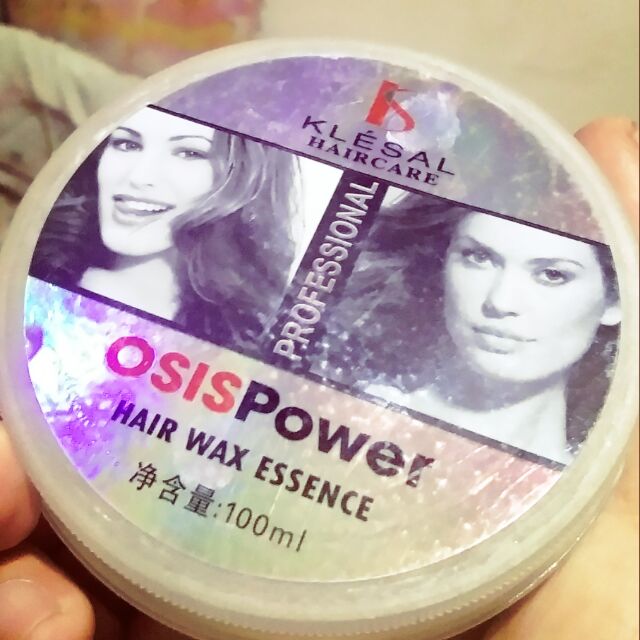 KLÉSAL
HAIRCARE
PROFESSIONAL
OSISPower
HAIR WAX ESSENCE
净含量:100ml